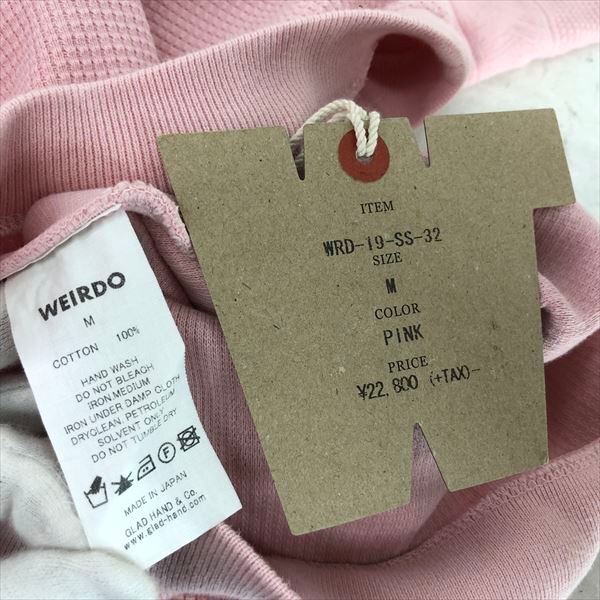 ITEM
WRD-19-SS-32
SIZE
M
COLOR
PINK
PRICE
¥22,800 (+TAX)-
WEIRDO
M
COTTON 100%
HAND WASH
DO NOT BLEACH
IRON.MEDIUM
IRON UNDER DAMP CLOTH
DRYCLEAN, PETROLEUM
SOLVENT ONLY
DO NOT TUMBLE DRY
MADE IN JAPAN
GLAD HAND & Co.
www.glad-hand.com